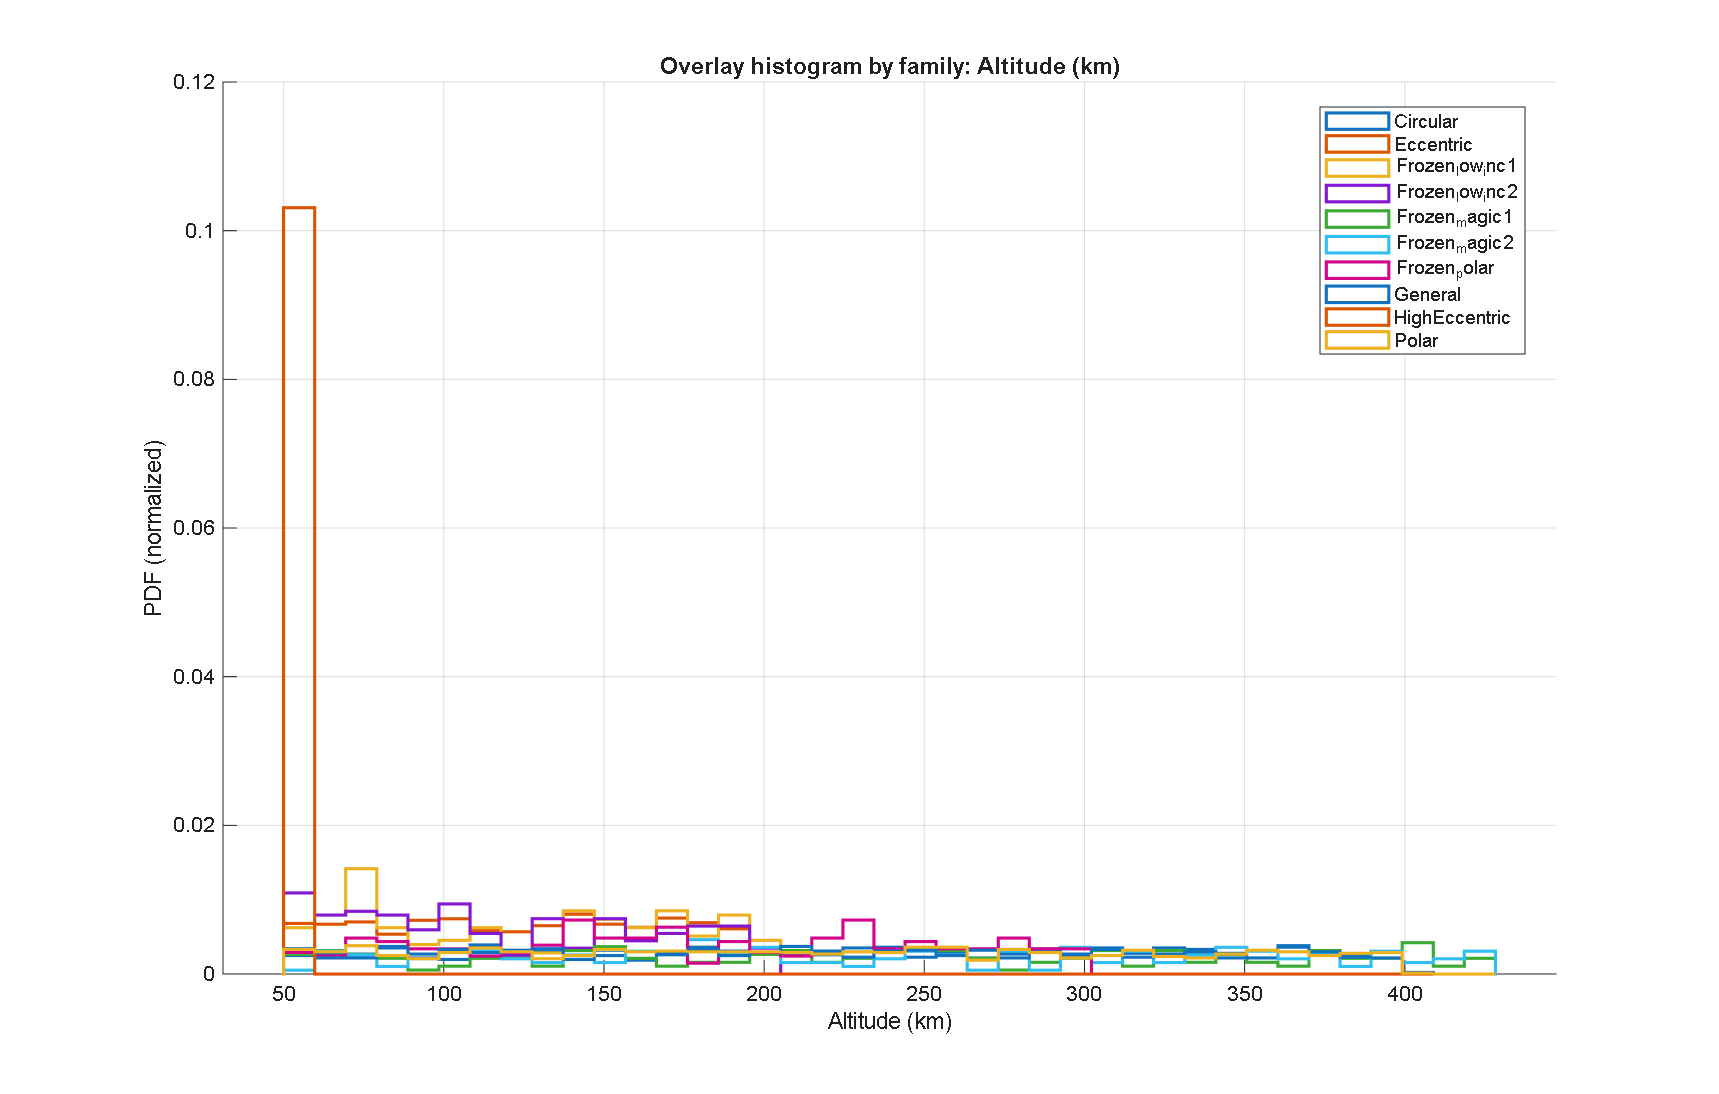 Overlay histogram by family: Altitude (km)
0.12
0.1
0.08
0.06
0.04
0.02
0
PDF (normalized)
50 100 150 200 250 300 350 400
Altitude (km)
Circular
Eccentric
Frozenlowinc1
Frozenlowinc2
Frozenmagic1
Frozenmagic2
Frozenpolar
General
HighEccentric
Polar